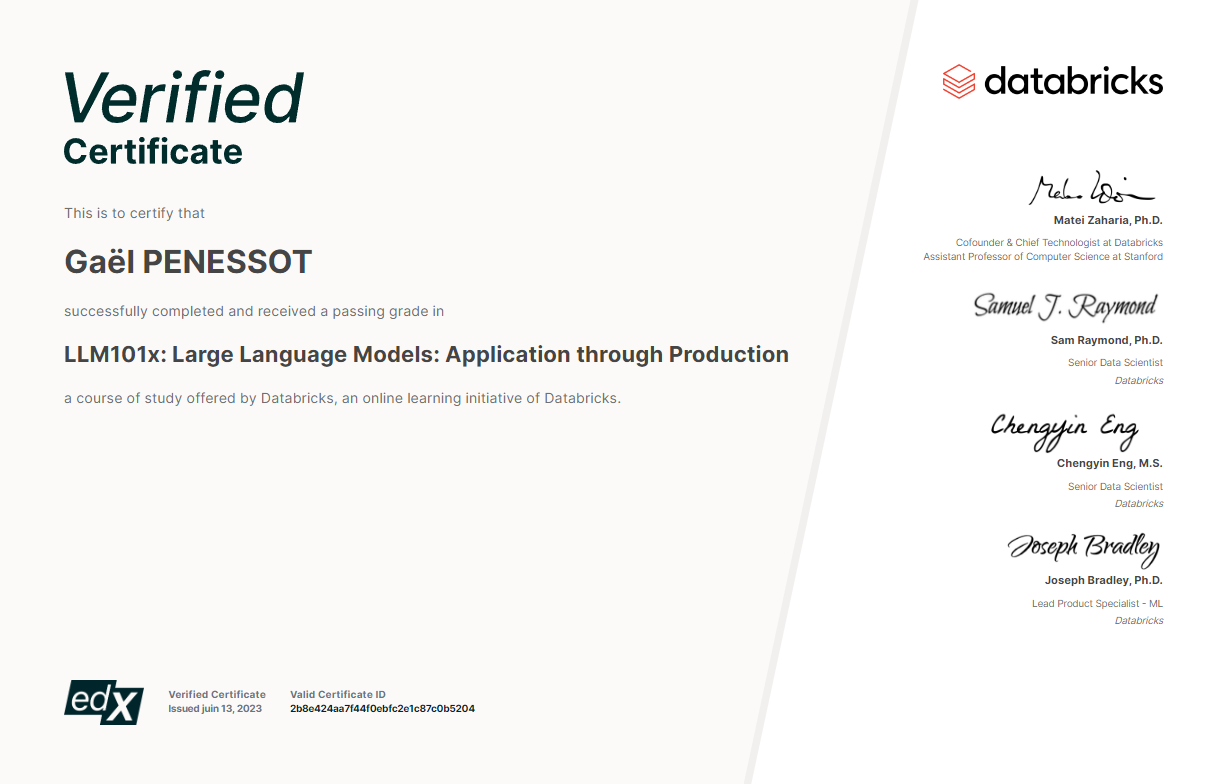 Verified
Certificate
This is to certify that
Gaël PENESSOT
successfully completed and received a passing grade in
LLM101x: Large Language Models: Application through Production
a course of study offered by Databricks, an online learning initiative of Databricks.
edX
Verified Certificate
Issued juin 13, 2023
Valid Certificate ID
2b8e424aa7f44f0ebfc2e1c87c0b5204
databricks
Matei Zaharia, Ph.D.
Cofounder & Chief Technologist at Databricks
Assistant Professor of Computer Science at Stanford
Samuel J. Raymond
Sam Raymond, Ph.D.
Senior Data Scientist
Databricks
Chengyin Eng
Chengyin Eng, M.S.
Senior Data Scientist
Databricks
Joseph Bradley
Joseph Bradley, Ph.D.
Lead Product Specialist - ML
Databricks